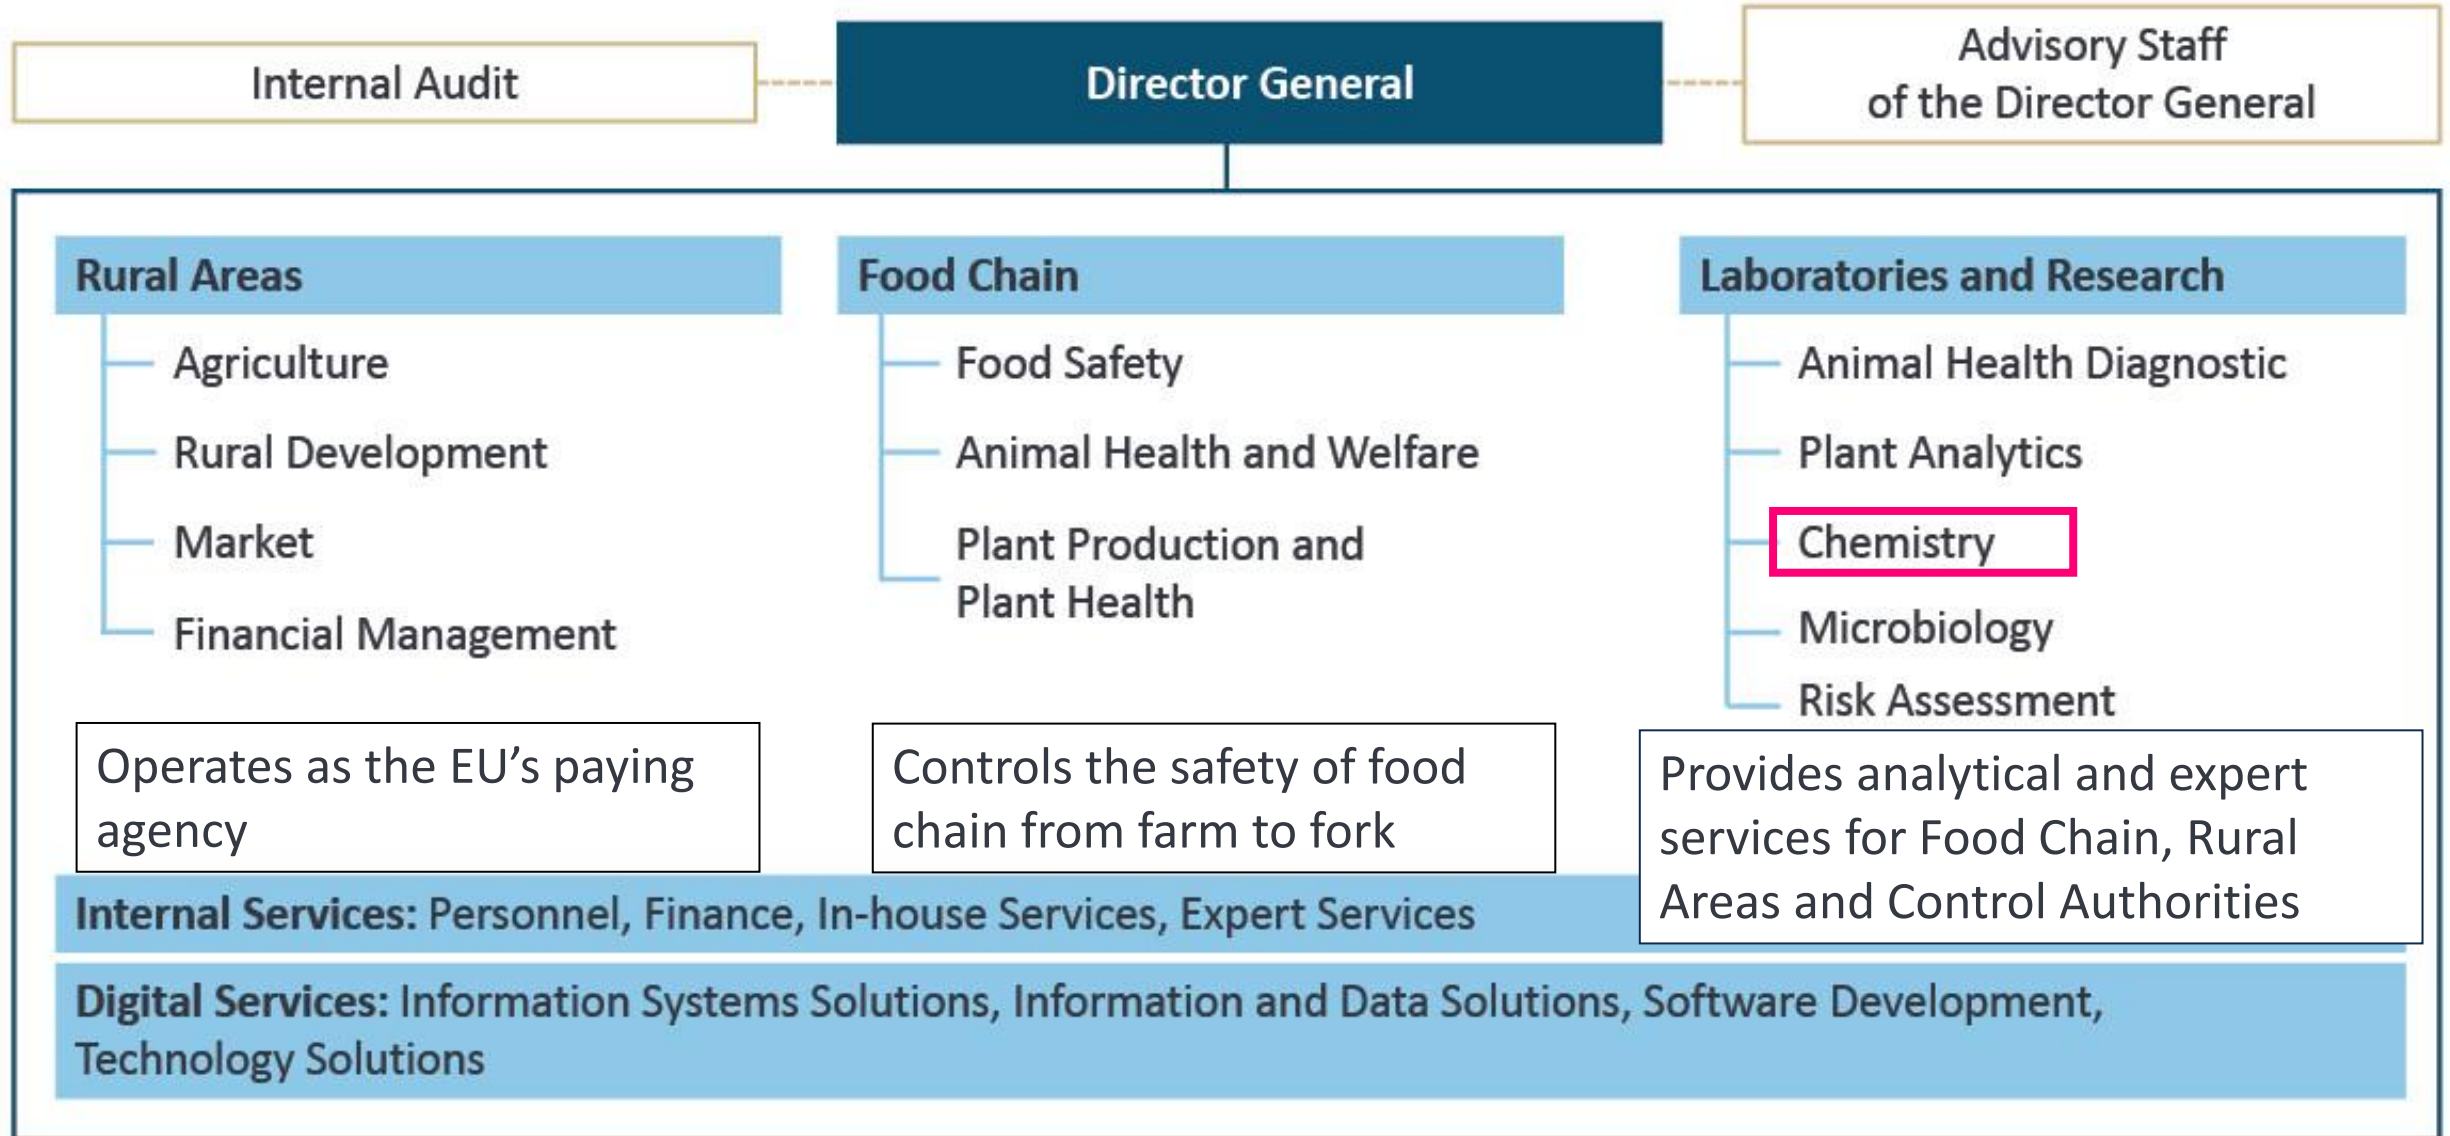 Internal Audit
Director General
Advisory Staff
of the Director General
Rural Areas
Agriculture
Rural Development
Market
Financial Management
Operates as the EU’s paying
agency
Food Chain
Food Safety
Animal Health and Welfare
Plant Production and
Plant Health
Controls the safety of food
chain from farm to fork
Laboratories and Research
Animal Health Diagnostic
Plant Analytics
Chemistry
Microbiology
Risk Assessment
Provides analytical and expert
services for Food Chain, Rural
Areas and Control Authorities
Internal Services: Personnel, Finance, In-house Services, Expert Services
Digital Services: Information Systems Solutions, Information and Data Solutions, Software Development,
Technology Solutions